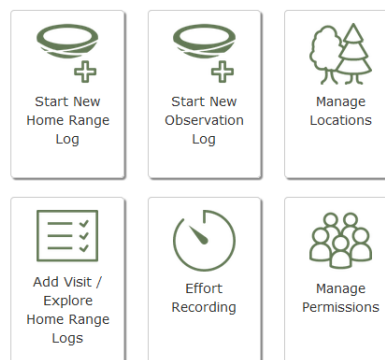 Start New
Home Range
Log
Start New
Observation
Log
Manage
Locations
Add Visit /
Explore
Home Range
Logs
Effort
Recording
Manage
Permissions